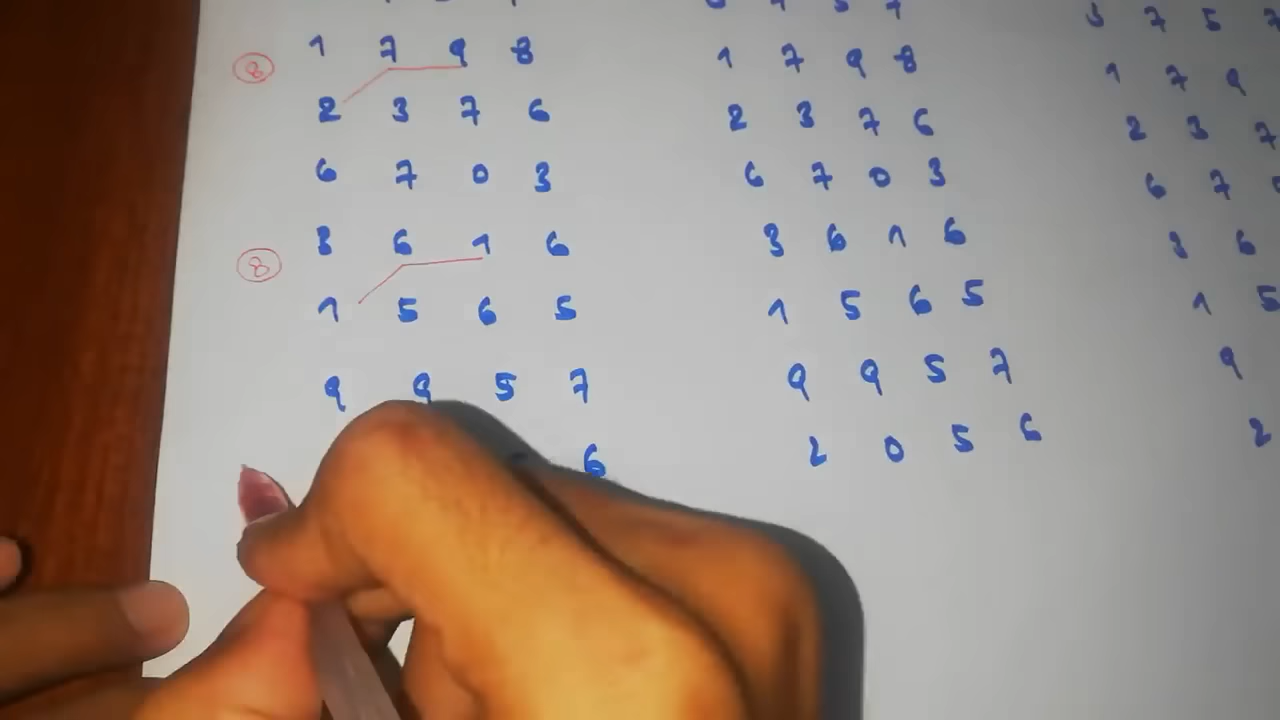 ⑧ 1 7 9 8 1 7 9 8 1 7 9
2 3 7 6 2 3 7 6 2 3 7
6 7 0 3 6 7 0 3 6 7
⑧ 3 6 1 6 3 6 1 6 3 6
1 5 6 5 1 5 6 5 1 5
9 9 5 7 9 9 5 7 9
6 2 0 5 6 2